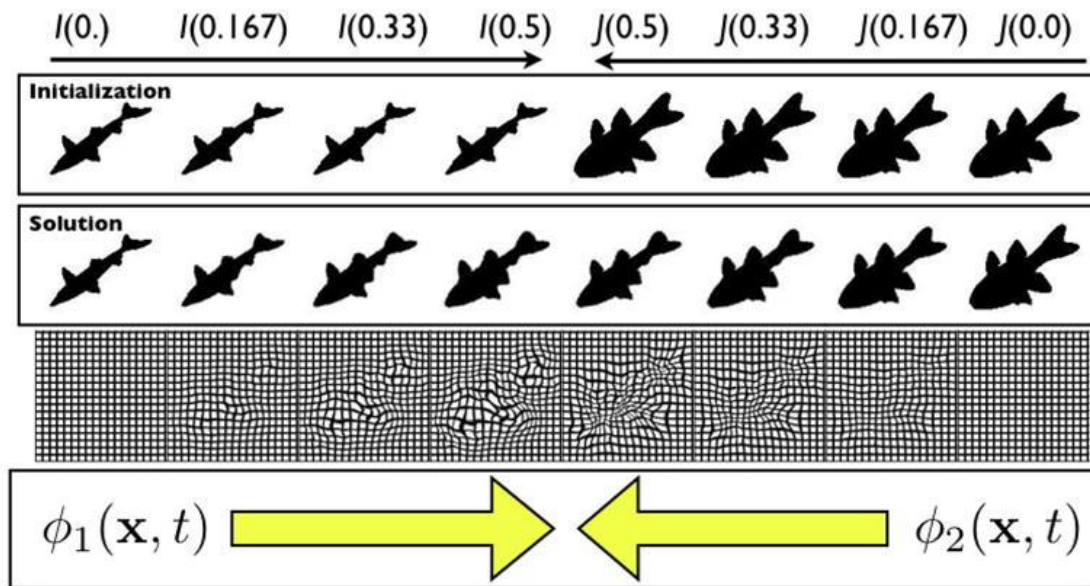 I(0.) I(0.167) I(0.33) I(0.5) J(0.5) J(0.33) J(0.167) J(0.0)
Initialization
Solution
ϕ₁(x, t) ϕ₂(x, t)